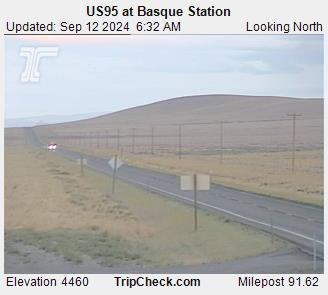 US95 at Basque Station
Updated: Sep 12 2024 6:32 AM Looking North
Elevation 4460 TripCheck.com Milepost 91.62